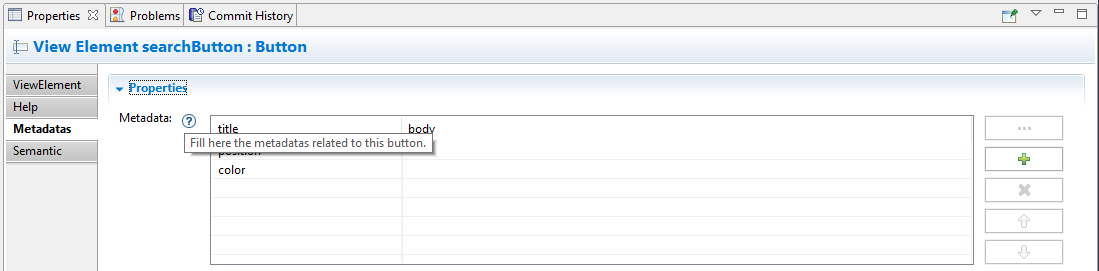 Properties Problems Commit History
View Element searchButton : Button
ViewElement
Help
Metadatas
Semantic
Properties
Metadata:
title body
Fill here the metadatas related to this button.
position
color